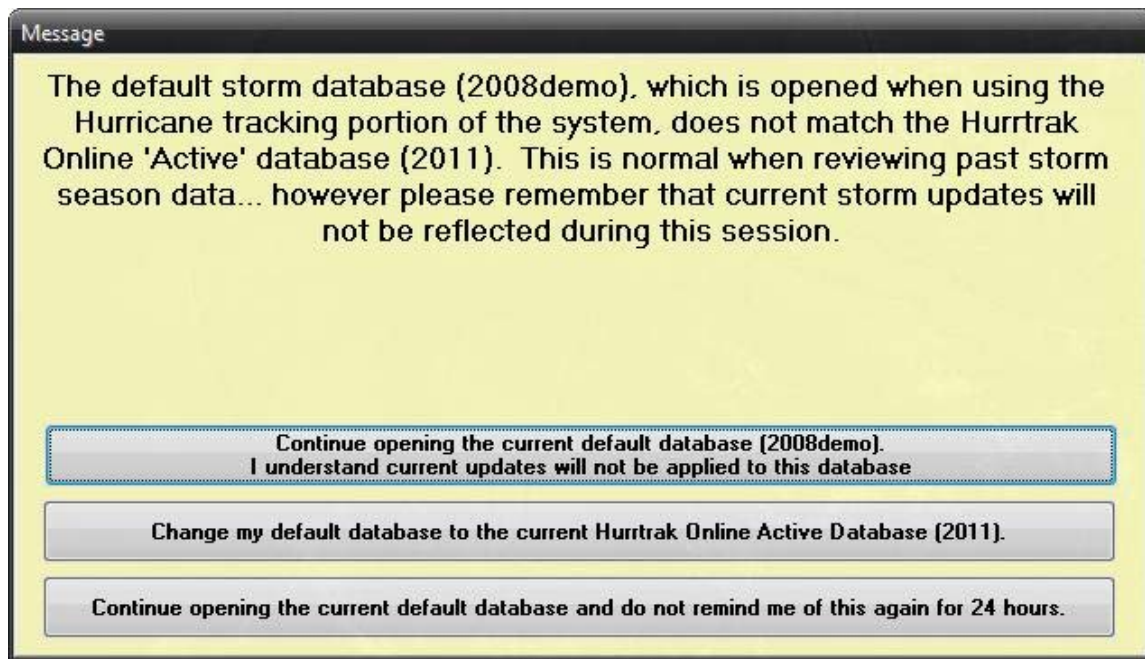 Message
The default storm database (2008demo), which is opened when using the
Hurricane tracking portion of the system, does not match the Hurrtrak
Online 'Active' database (2011).  This is normal when reviewing past storm
season data... however please remember that current storm updates will
not be reflected during this session.
Continue opening the current default database (2008demo).
I understand current updates will not be applied to this database
Change my default database to the current Hurrtrak Online Active Database (2011).
Continue opening the current default database and do not remind me of this again for 24 hours.